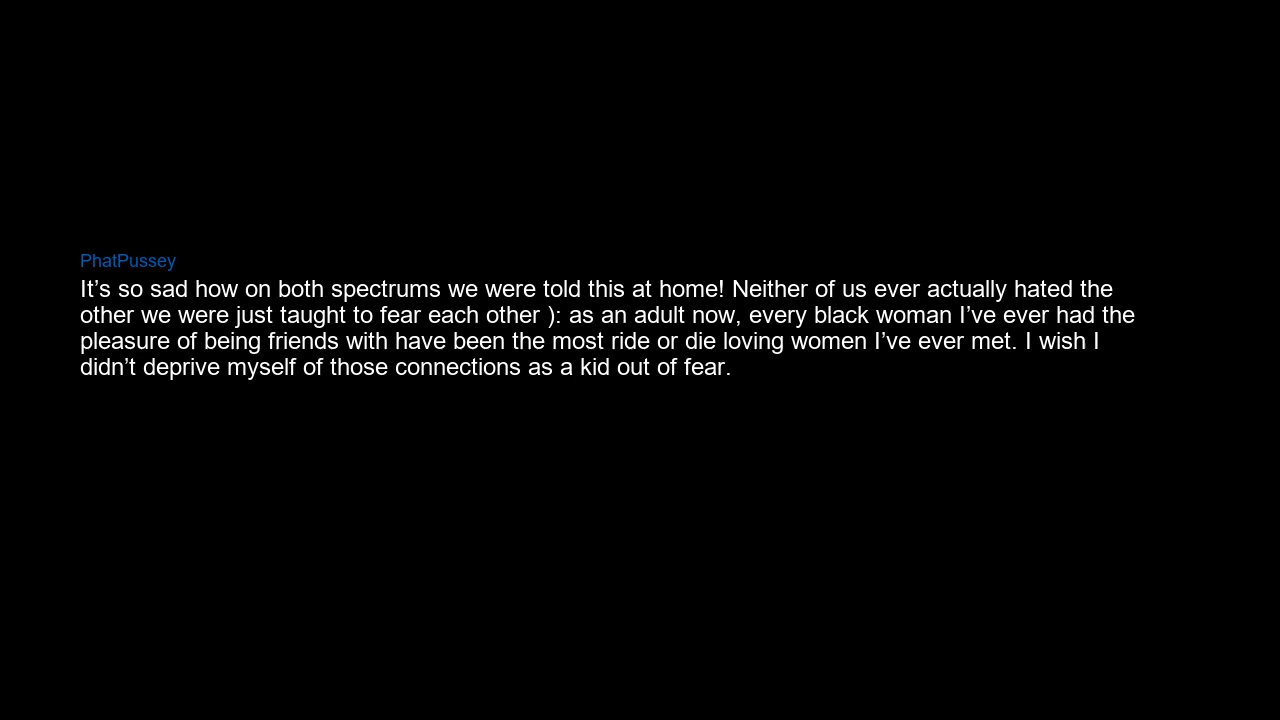 PhatPussey
It’s so sad how on both spectrums we were told this at home! Neither of us ever actually hated the
other we were just taught to fear each other ): as an adult now, every black woman I’ve ever had the
pleasure of being friends with have been the most ride or die loving women I’ve ever met. I wish I
didn’t deprive myself of those connections as a kid out of fear.